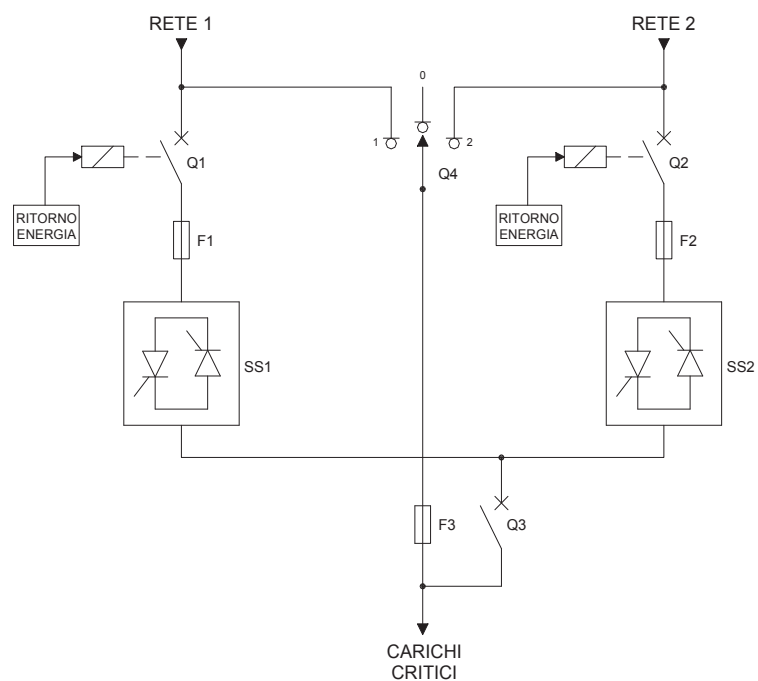 RETE 1
RETE 2
0
1
2
Q1
Q4
Q2
RITORNO
ENERGIA
RITORNO
ENERGIA
F1
F2
SS1
SS2
F3
Q3
CARICHI
CRITICI